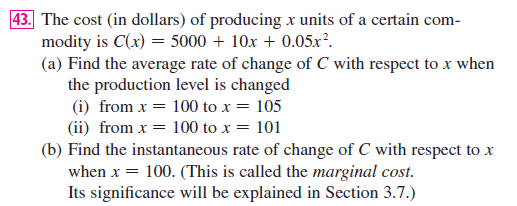 43. The cost (in dollars) of producing x units of a certain com-
modity is C(x) = 5000 + 10x + 0.05x².
(a) Find the average rate of change of C with respect to x when
the production level is changed
(i) from x = 100 to x = 105
(ii) from x = 100 to x = 101
(b) Find the instantaneous rate of change of C with respect to x
when x = 100. (This is called the marginal cost.
Its significance will be explained in Section 3.7.)